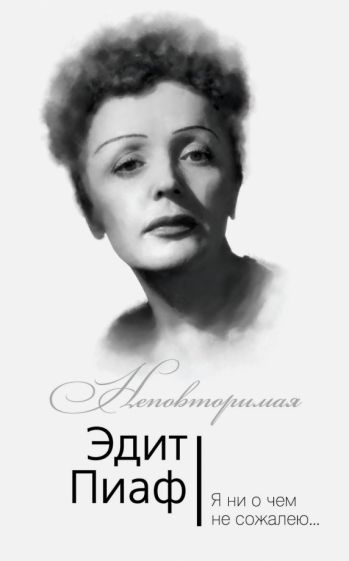 Неповторимая
Эдит
Пиаф
Я ни о чем
не сожалею...